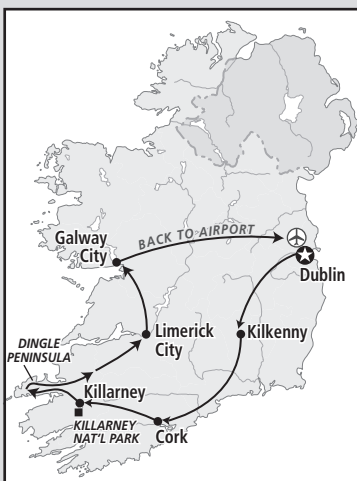 BACK TO AIRPORT
Galway
City
Dublin
Limerick
City
Kilkenny
DINGLE
PENINSULA
Killarney
KILLARNEY
NAT'L PARK
Cork